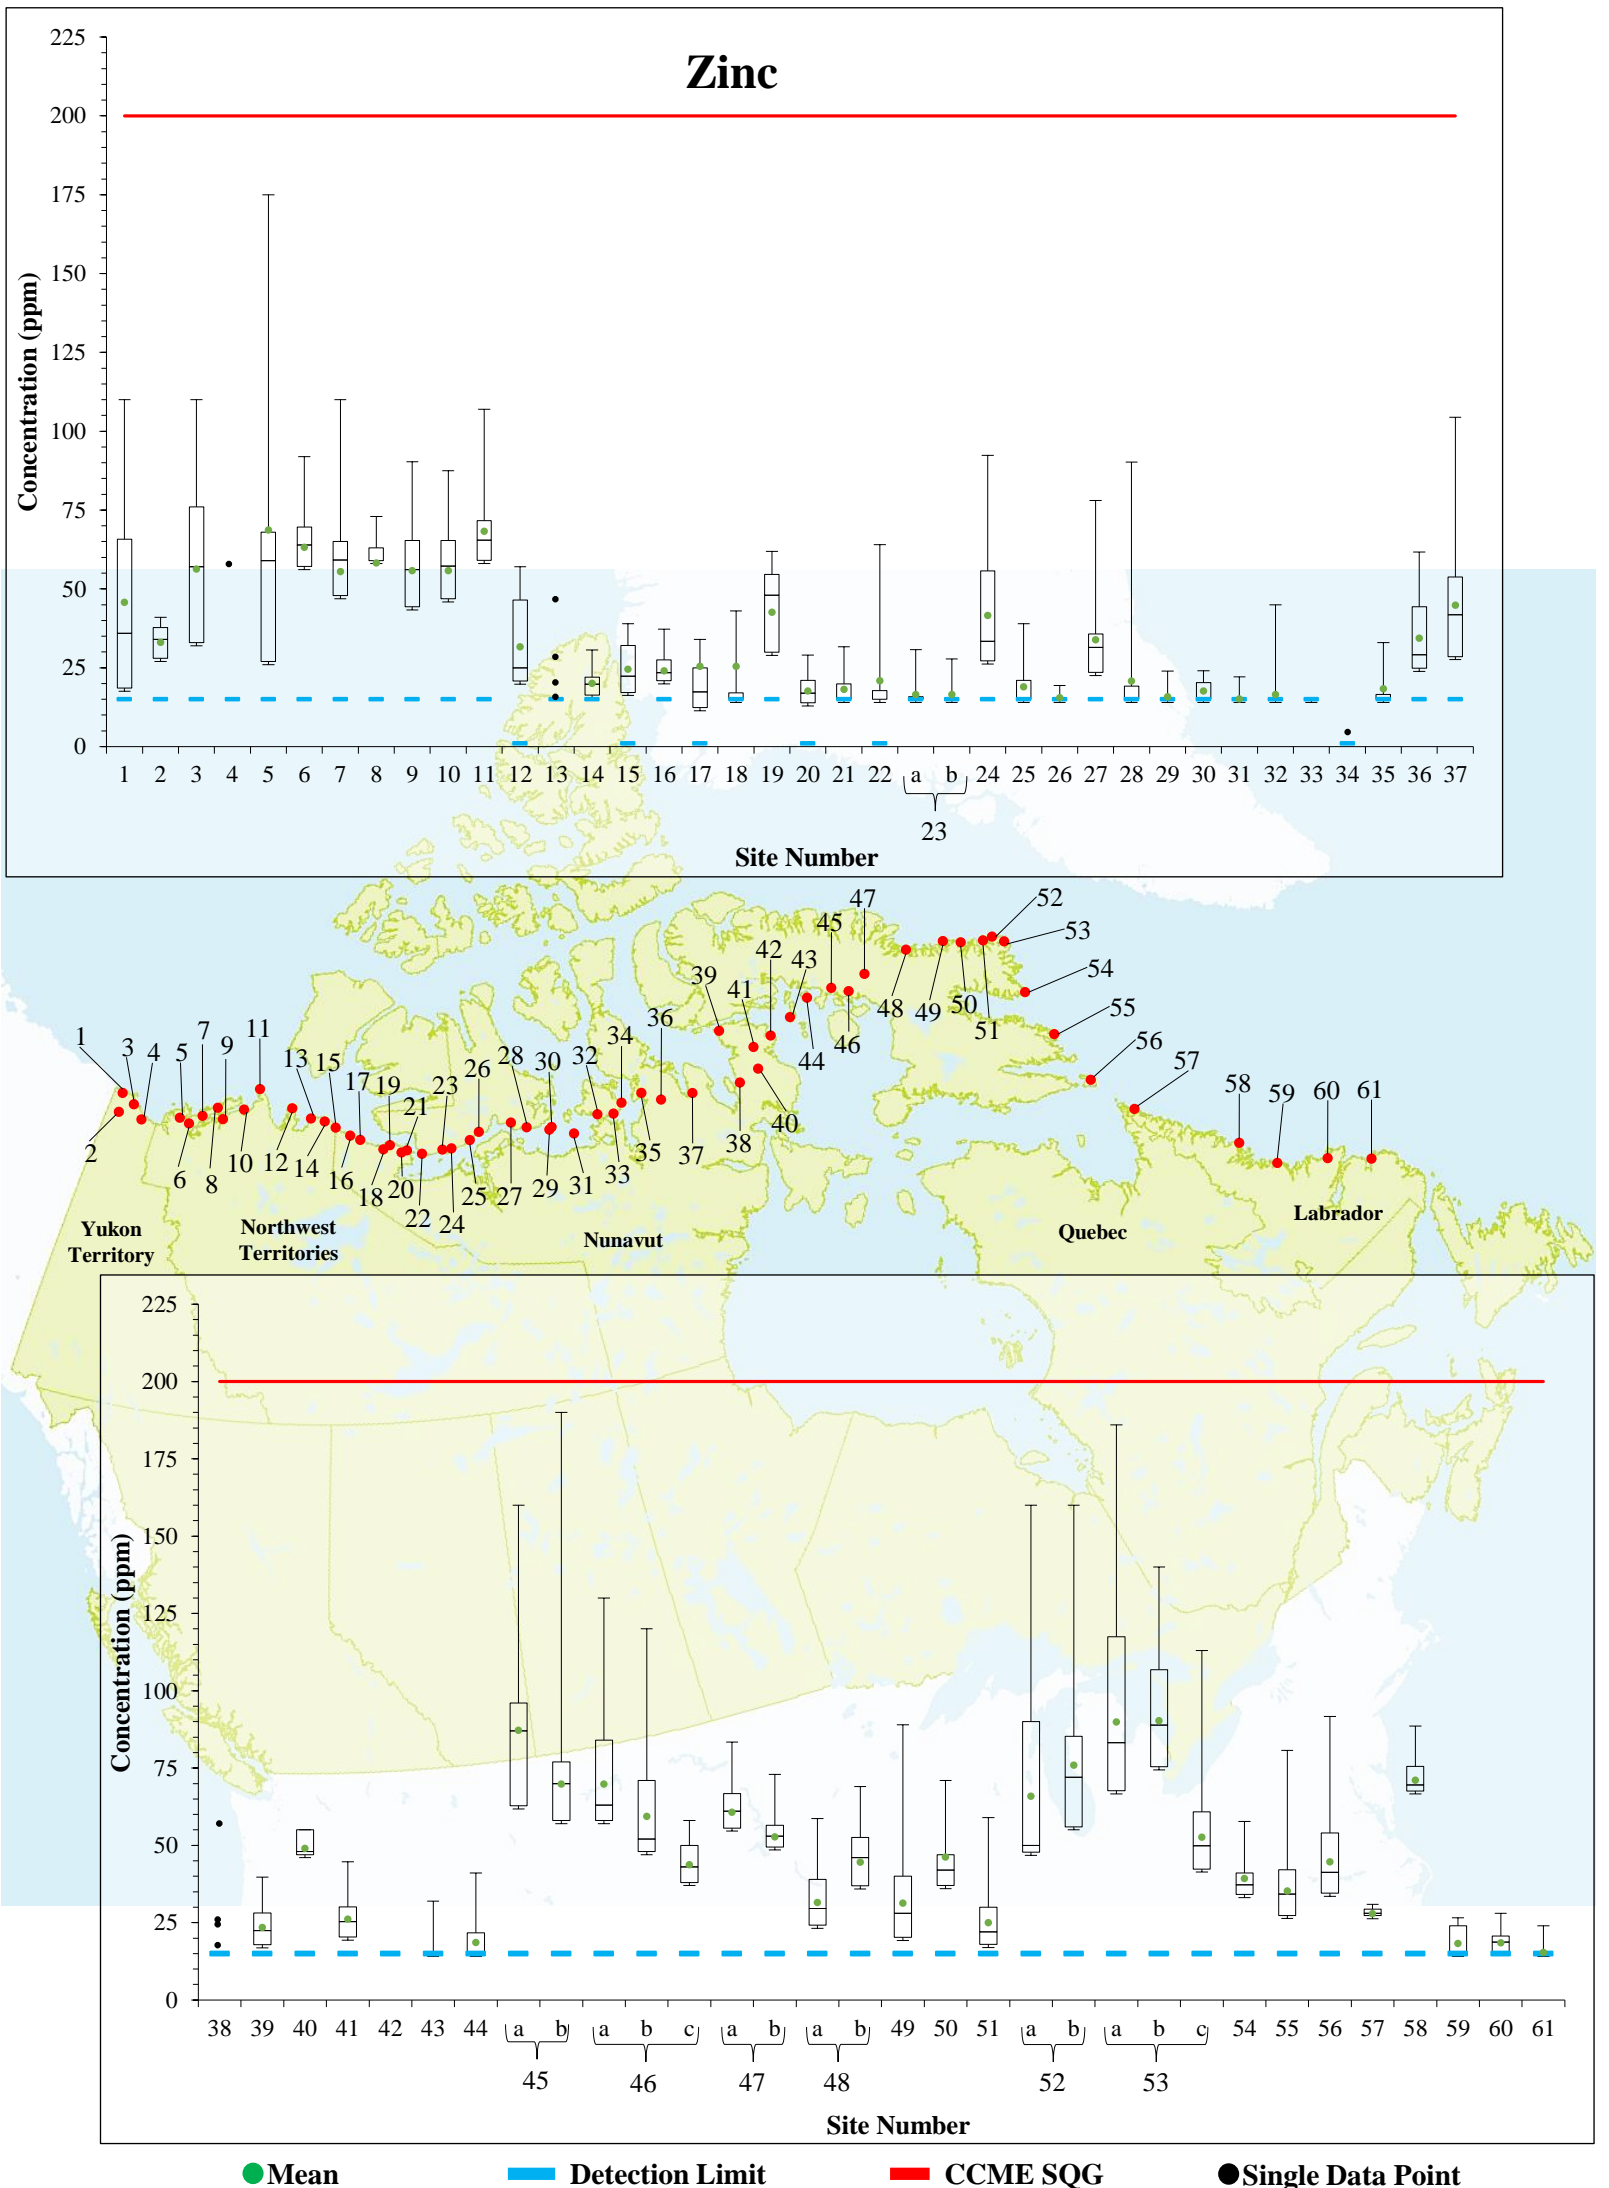 Zinc
Concentration (ppm)
225
200
175
150
125
100
75
50
25
0
1 2 3 4 5 6 7 8 9 10 11 12 13 14 15 16 17 18 19 20 21 22 a b 24 25 26 27 28 29 30 31 32 33 34 35 36 37
23
Site Number
47 52
45 53
42 43
39 41 54
48 49 50 51
55
36 44 46
34 56
1 3 4 5 7 9 11 13 15 17 19 21 23 26 28 30 32 57
58 59 60 61
2 6 8 10 12 14 16 18 20 22 24 25 27 29 31 33 35 37 38 40
Yukon
Territory
Northwest
Territories
Nunavut
Quebec
Labrador
Concentration (ppm)
225
200
175
150
125
100
75
50
25
0
38 39 40 41 42 43 44 a b a b c a b a b 49 50 51 a b a b c 54 55 56 57 58 59 60 61
45 46 47 48 52 53
Site Number
Mean Detection Limit CCME SQG Single Data Point